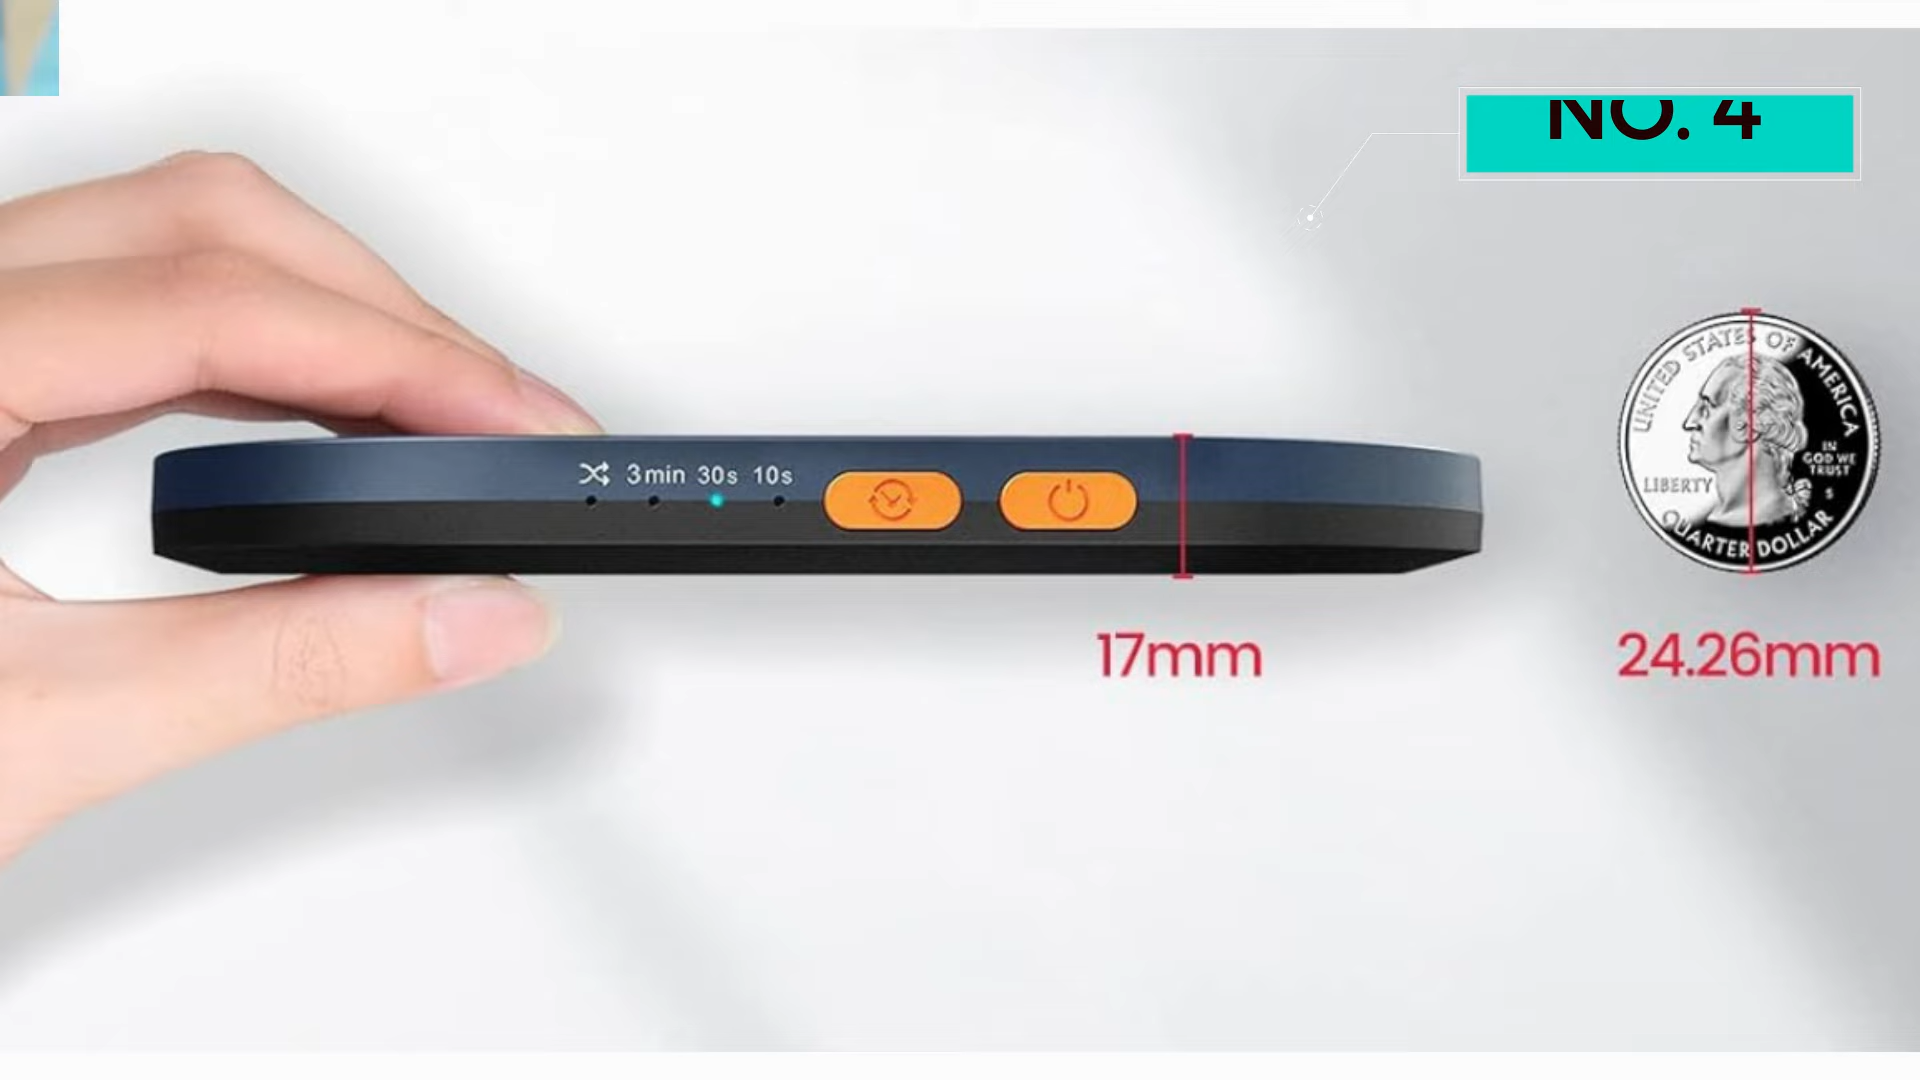 NO. 4
3min 30s 10s
UNITED STATES OF AMERICA
IN
GOD WE
TRUST
LIBERTY
S
QUARTER DOLLAR
17mm
24.26mm